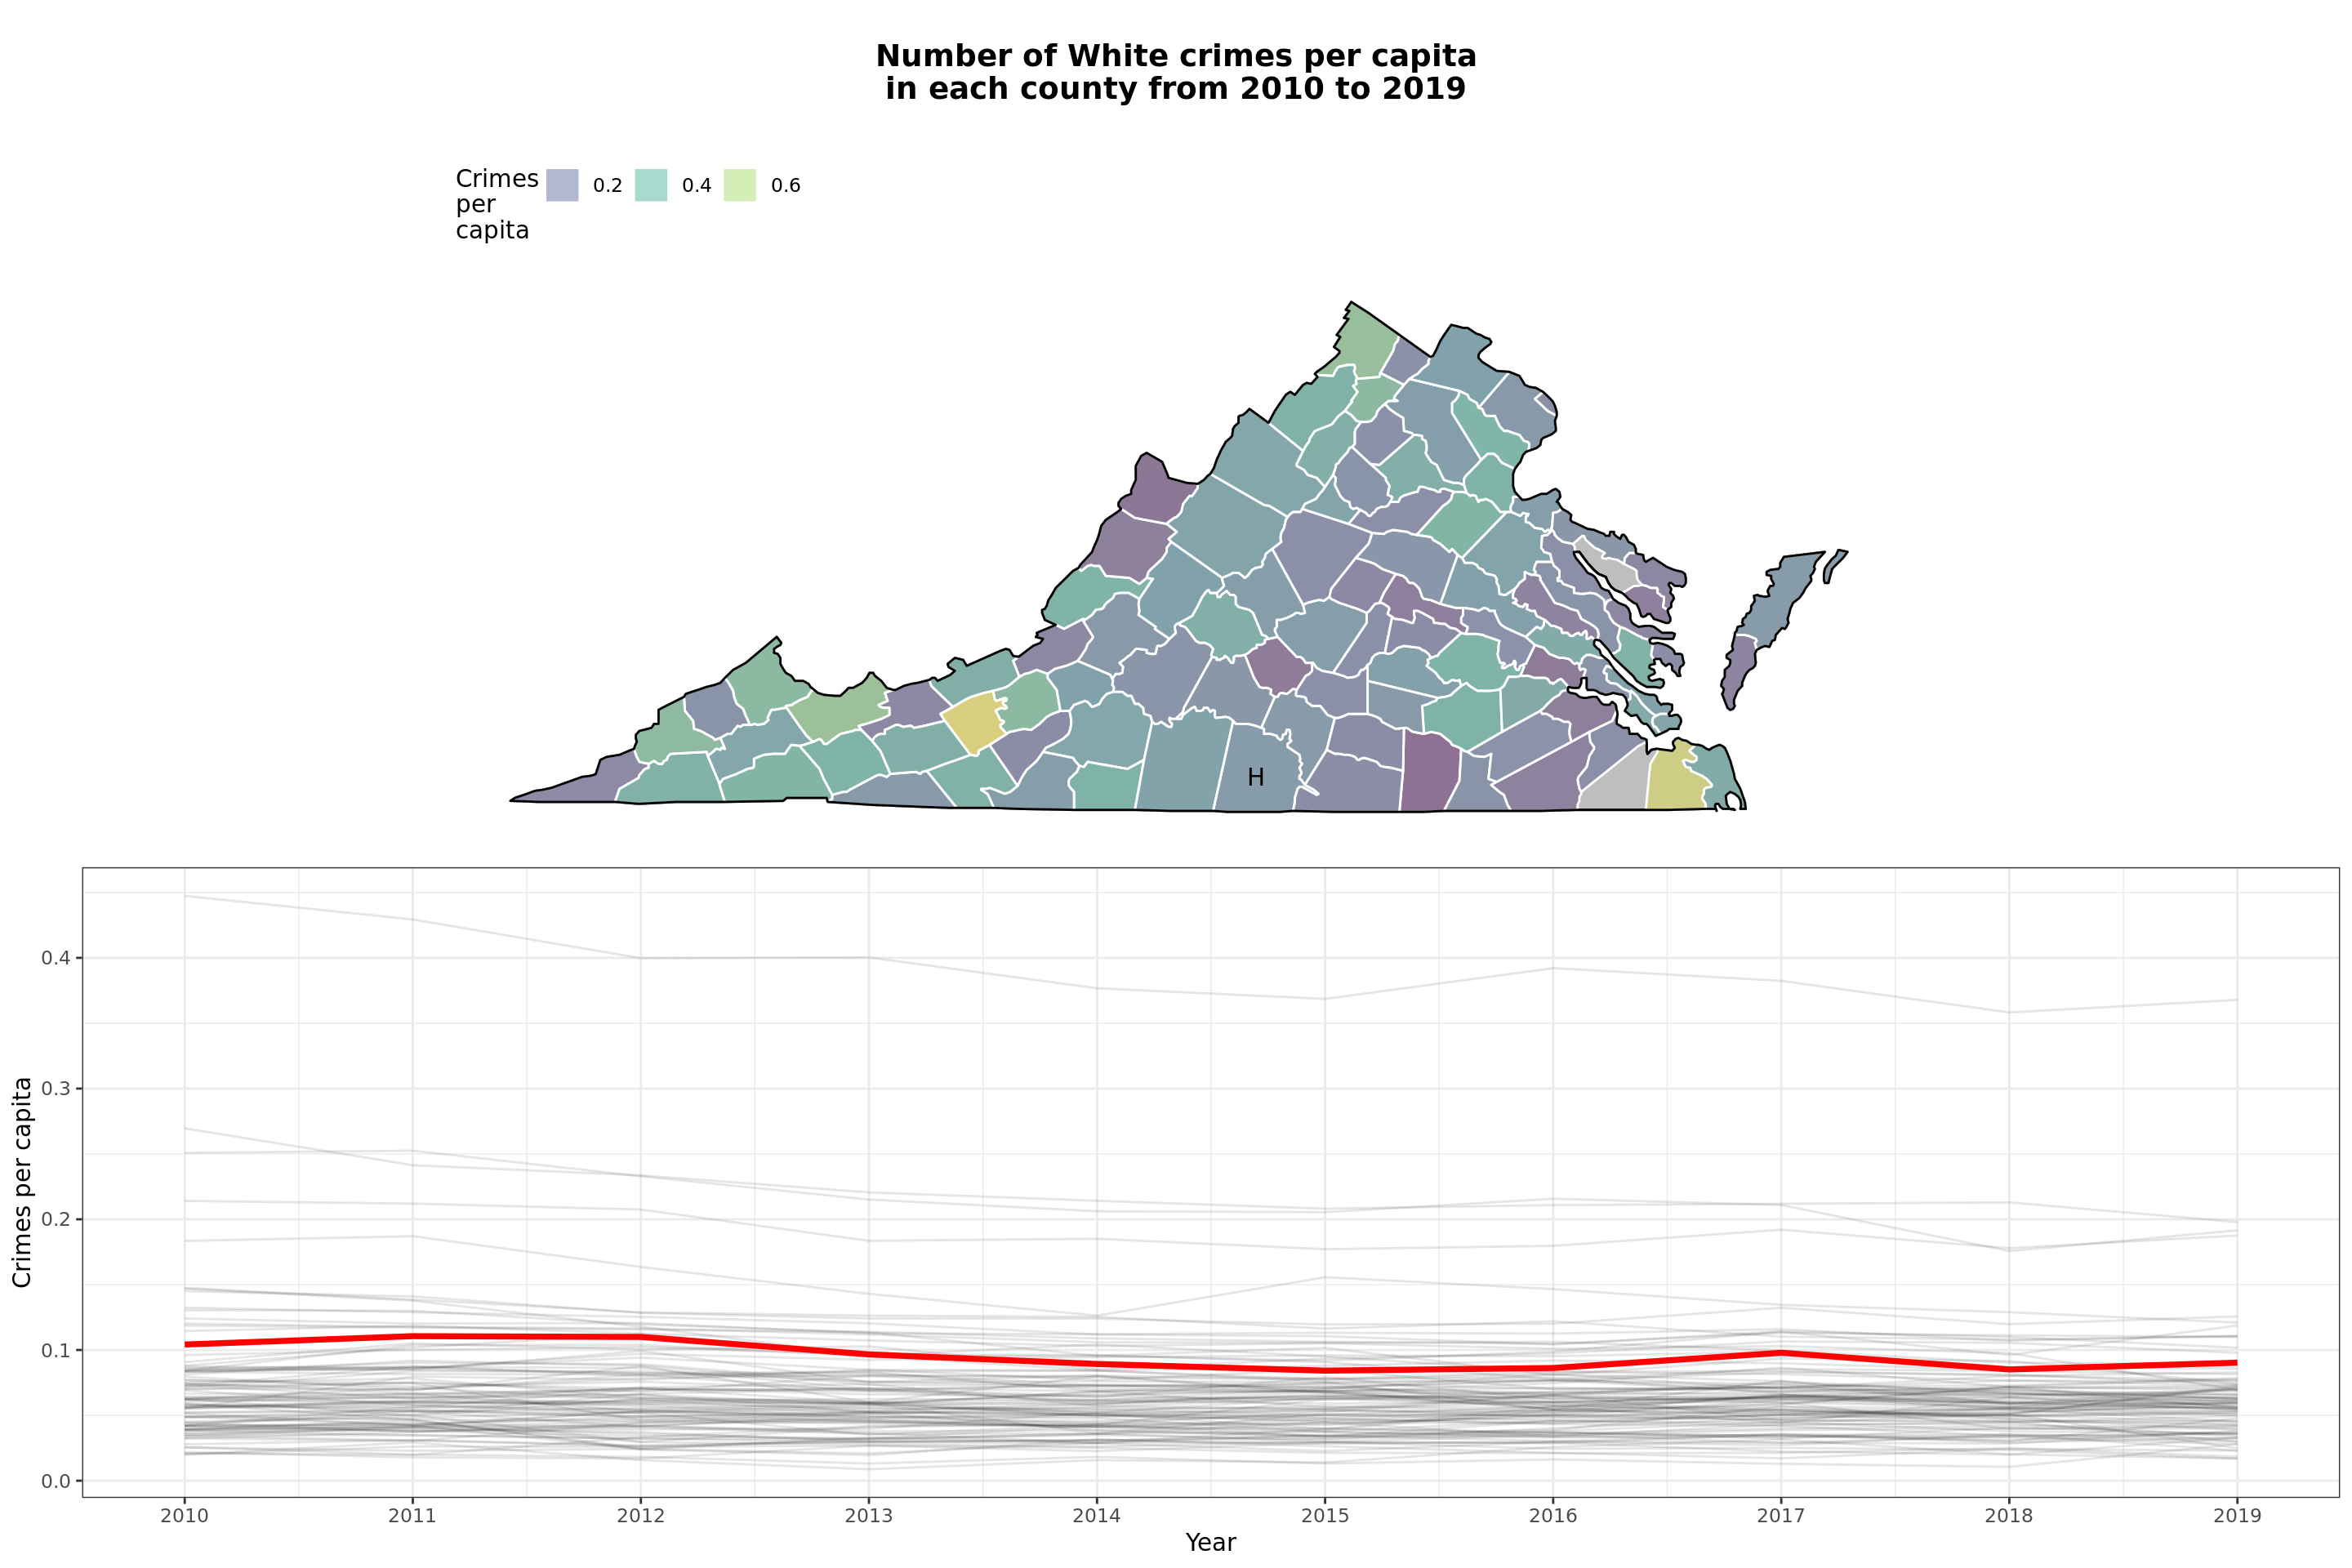 Number of White crimes per capita
in each county from 2010 to 2019
Crimes
per
capita
0.2
0.4
0.6
H
Crimes per capita
0.4
0.3
0.2
0.1
0.0
2010
2011
2012
2013
2014
2015
2016
2017
2018
2019
Year